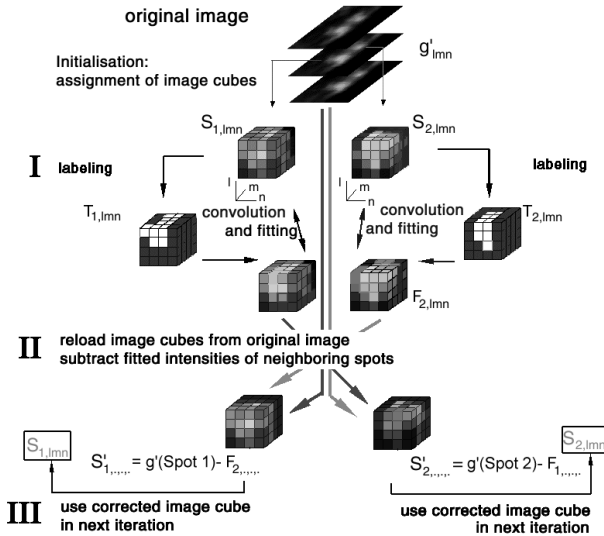 original image
Initialisation:
assignment of image cubes
g'lmn
S1,lmn
S2,lmn
I
labeling
labeling
l
m
n
l
m
n
T1,lmn
convolution
and fitting
convolution
and fitting
T2,lmn
F2,lmn
II
reload image cubes from original image
subtract fitted intensities of neighboring spots
S1,lmn
S'1,.,.,. = g'(Spot 1)- F2,.,.,.
S2,lmn
S'2,.,.,. = g'(Spot 2)- F1,.,.,.
III
use corrected image cube
in next iteration
use corrected image cube
in next iteration